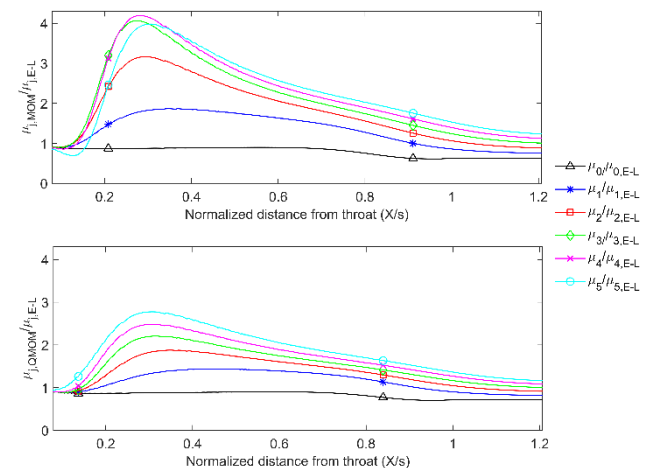 μj,MOM/μj,E-L
4
3
2
1
0
0.2 0.4 0.6 0.8 1 1.2
Normalized distance from throat (X/s)
μ0/μ0,E-L
μ1/μ1,E-L
μ2/μ2,E-L
μ3/μ3,E-L
μ4/μ4,E-L
μ5/μ5,E-L
μj,QMOM/μj,E-L
4
3
2
1
0
0.2 0.4 0.6 0.8 1 1.2
Normalized distance from throat (X/s)